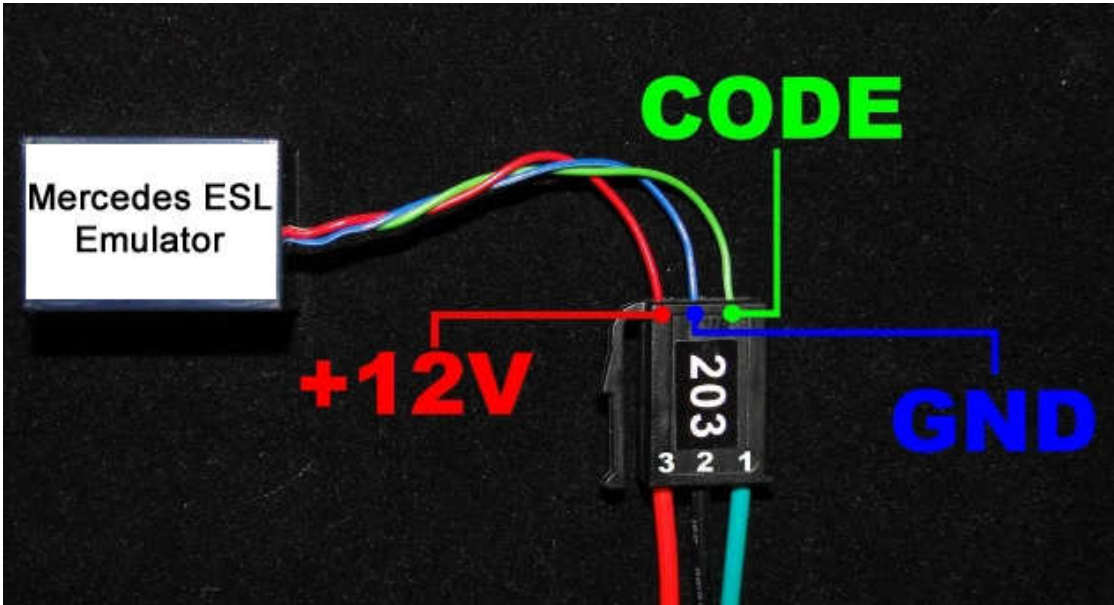 CODE
Mercedes ESL
Emulator
+12V
GND
203
3 2 1